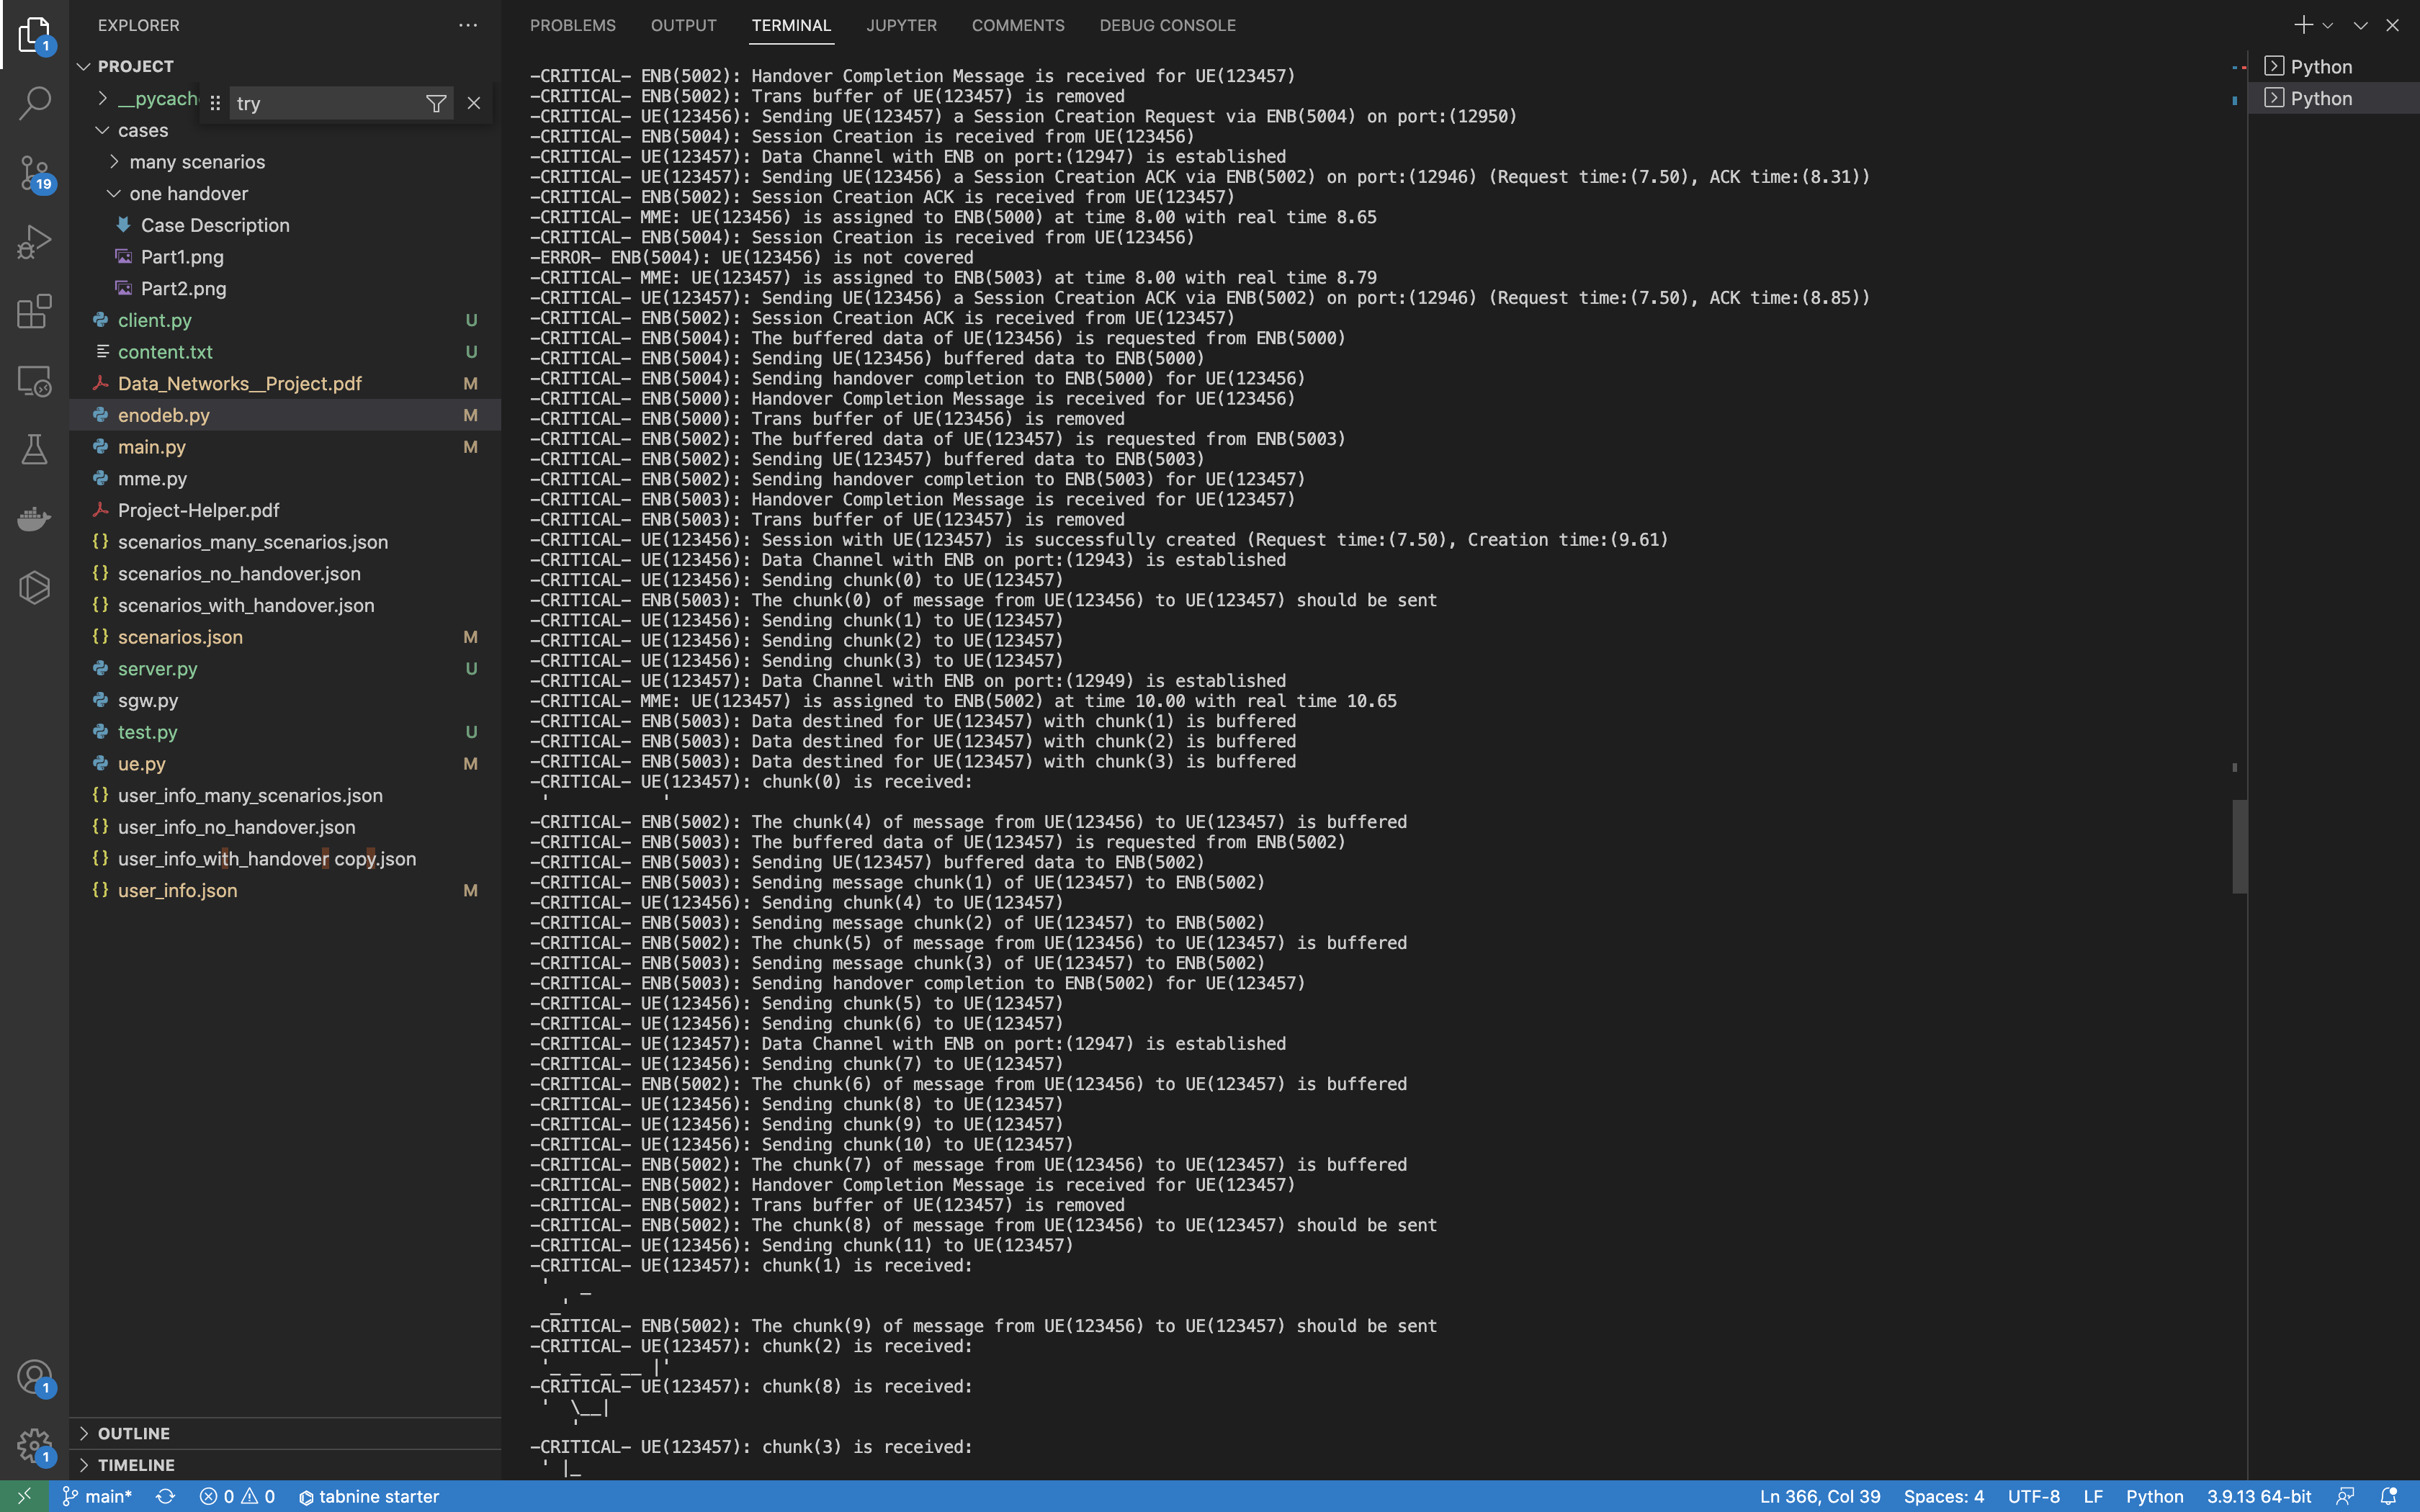 EXPLORER
PROJECT
__pycach
try
cases
many scenarios
one handover
Case Description
Part1.png
Part2.png
client.py U
content.txt U
Data_Networks__Project.pdf M
enodeb.py M
main.py M
mme.py
Project-Helper.pdf
scenarios_many_scenarios.json
scenarios_no_handover.json
scenarios_with_handover.json
scenarios.json M
server.py U
sgw.py
test.py U
ue.py M
user_info_many_scenarios.json
user_info_no_handover.json
user_info_with_handover copy.json
user_info.json M
OUTLINE
TIMELINE
1
19
1
1
PROBLEMS OUTPUT TERMINAL JUPYTER COMMENTS DEBUG CONSOLE
-CRITICAL- ENB(5002): Handover Completion Message is received for UE(123457)
-CRITICAL- ENB(5002): Trans buffer of UE(123457) is removed
-CRITICAL- UE(123456): Sending UE(123457) a Session Creation Request via ENB(5004) on port:(12950)
-CRITICAL- ENB(5004): Session Creation is received from UE(123456)
-CRITICAL- UE(123457): Data Channel with ENB on port:(12947) is established
-CRITICAL- UE(123457): Sending UE(123456) a Session Creation ACK via ENB(5002) on port:(12946) (Request time:(7.50), ACK time:(8.31))
-CRITICAL- ENB(5002): Session Creation ACK is received from UE(123457)
-CRITICAL- MME: UE(123456) is assigned to ENB(5000) at time 8.00 with real time 8.65
-CRITICAL- ENB(5004): Session Creation is received from UE(123456)
-ERROR- ENB(5004): UE(123456) is not covered
-CRITICAL- MME: UE(123457) is assigned to ENB(5003) at time 8.00 with real time 8.79
-CRITICAL- UE(123457): Sending UE(123456) a Session Creation ACK via ENB(5002) on port:(12946) (Request time:(7.50), ACK time:(8.85))
-CRITICAL- ENB(5002): Session Creation ACK is received from UE(123457)
-CRITICAL- ENB(5004): The buffered data of UE(123456) is requested from ENB(5000)
-CRITICAL- ENB(5004): Sending UE(123456) buffered data to ENB(5000)
-CRITICAL- ENB(5004): Sending handover completion to ENB(5000) for UE(123456)
-CRITICAL- ENB(5000): Handover Completion Message is received for UE(123456)
-CRITICAL- ENB(5000): Trans buffer of UE(123456) is removed
-CRITICAL- ENB(5002): The buffered data of UE(123457) is requested from ENB(5003)
-CRITICAL- ENB(5002): Sending UE(123457) buffered data to ENB(5003)
-CRITICAL- ENB(5002): Sending handover completion to ENB(5003) for UE(123457)
-CRITICAL- ENB(5003): Handover Completion Message is received for UE(123457)
-CRITICAL- ENB(5003): Trans buffer of UE(123457) is removed
-CRITICAL- UE(123456): Session with UE(123457) is successfully created (Request time:(7.50), Creation time:(9.61)
-CRITICAL- UE(123456): Data Channel with ENB on port:(12943) is established
-CRITICAL- UE(123456): Sending chunk(0) to UE(123457)
-CRITICAL- ENB(5003): The chunk(0) of message from UE(123456) to UE(123457) should be sent
-CRITICAL- UE(123456): Sending chunk(1) to UE(123457)
-CRITICAL- UE(123456): Sending chunk(2) to UE(123457)
-CRITICAL- UE(123456): Sending chunk(3) to UE(123457)
-CRITICAL- UE(123457): Data Channel with ENB on port:(12949) is established
-CRITICAL- MME: UE(123457) is assigned to ENB(5002) at time 10.00 with real time 10.65
-CRITICAL- ENB(5003): Data destined for UE(123457) with chunk(1) is buffered
-CRITICAL- ENB(5003): Data destined for UE(123457) with chunk(2) is buffered
-CRITICAL- ENB(5003): Data destined for UE(123457) with chunk(3) is buffered
-CRITICAL- UE(123457): chunk(0) is received:
' '
-CRITICAL- ENB(5002): The chunk(4) of message from UE(123456) to UE(123457) is buffered
-CRITICAL- ENB(5003): The buffered data of UE(123457) is requested from ENB(5002)
-CRITICAL- ENB(5003): Sending UE(123457) buffered data to ENB(5002)
-CRITICAL- ENB(5003): Sending message chunk(1) of UE(123457) to ENB(5002)
-CRITICAL- UE(123456): Sending chunk(4) to UE(123457)
-CRITICAL- ENB(5003): Sending message chunk(2) of UE(123457) to ENB(5002)
-CRITICAL- ENB(5002): The chunk(5) of message from UE(123456) to UE(123457) is buffered
-CRITICAL- ENB(5003): Sending message chunk(3) of UE(123457) to ENB(5002)
-CRITICAL- ENB(5003): Sending handover completion to ENB(5002) for UE(123457)
-CRITICAL- UE(123456): Sending chunk(5) to UE(123457)
-CRITICAL- UE(123456): Sending chunk(6) to UE(123457)
-CRITICAL- UE(123457): Data Channel with ENB on port:(12947) is established
-CRITICAL- UE(123456): Sending chunk(7) to UE(123457)
-CRITICAL- ENB(5002): The chunk(6) of message from UE(123456) to UE(123457) is buffered
-CRITICAL- UE(123456): Sending chunk(8) to UE(123457)
-CRITICAL- UE(123456): Sending chunk(9) to UE(123457)
-CRITICAL- UE(123456): Sending chunk(10) to UE(123457)
-CRITICAL- ENB(5002): The chunk(7) of message from UE(123456) to UE(123457) is buffered
-CRITICAL- ENB(5002): Handover Completion Message is received for UE(123457)
-CRITICAL- ENB(5002): Trans buffer of UE(123457) is removed
-CRITICAL- ENB(5002): The chunk(8) of message from UE(123456) to UE(123457) should be sent
-CRITICAL- UE(123456): Sending chunk(11) to UE(123457)
-CRITICAL- UE(123457): chunk(1) is received:
'
_
_'
-CRITICAL- ENB(5002): The chunk(9) of message from UE(123456) to UE(123457) should be sent
-CRITICAL- UE(123457): chunk(2) is received:
'_ _ _ __ |'
-CRITICAL- UE(123457): chunk(8) is received:
' \__|
'
-CRITICAL- UE(123457): chunk(3) is received:
' |_
Python
Python
main* 0 0 tabnine starter
Ln 366, Col 39 Spaces: 4 UTF-8 LF Python 3.9.13 64-bit